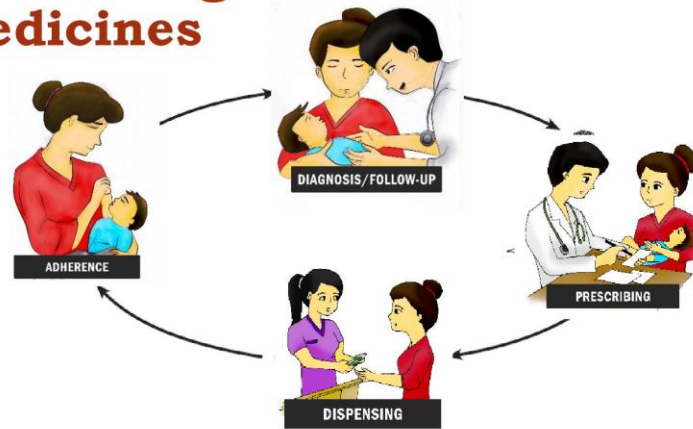 edicines
DIAGNOSIS/FOLLOW-UP
ADHERENCE
PRESCRIBING
DISPENSING